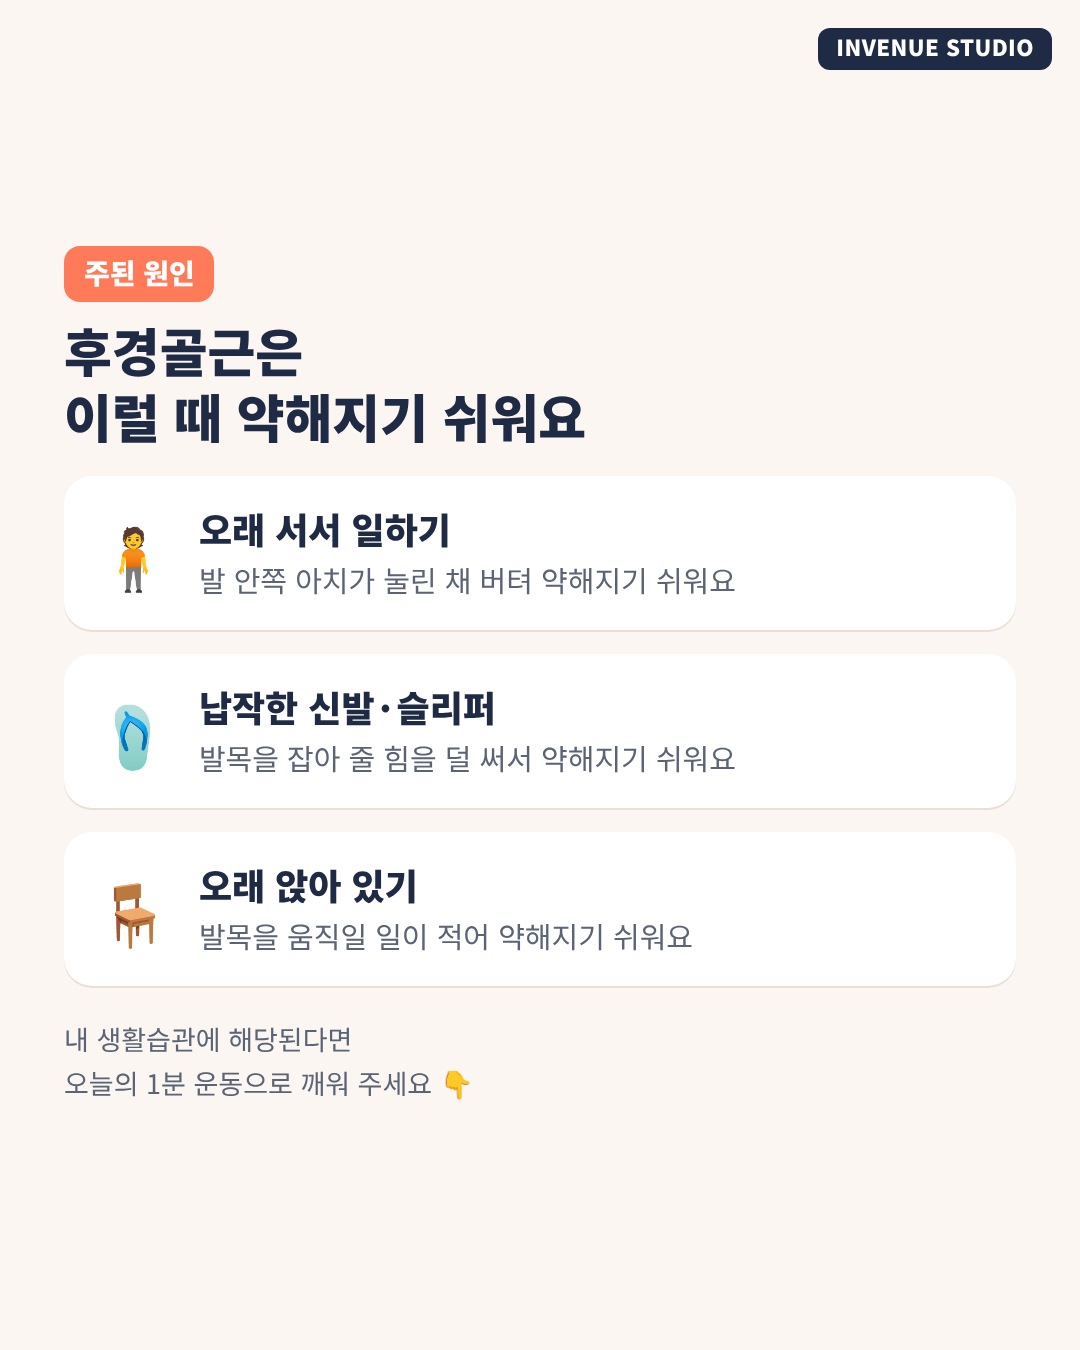 INVENUE STUDIO
주된 원인
후경골근은
이럴 때 약해지기 쉬워요
오래 서서 일하기
발 안쪽 아치가 눌린 채 버텨 약해지기 쉬워요
납작한 신발·슬리퍼
발목을 잡아 줄 힘을 덜 써서 약해지기 쉬워요
오래 앉아 있기
발목을 움직일 일이 적어 약해지기 쉬워요
내 생활습관에 해당된다면
오늘의 1분 운동으로 깨워 주세요 👇